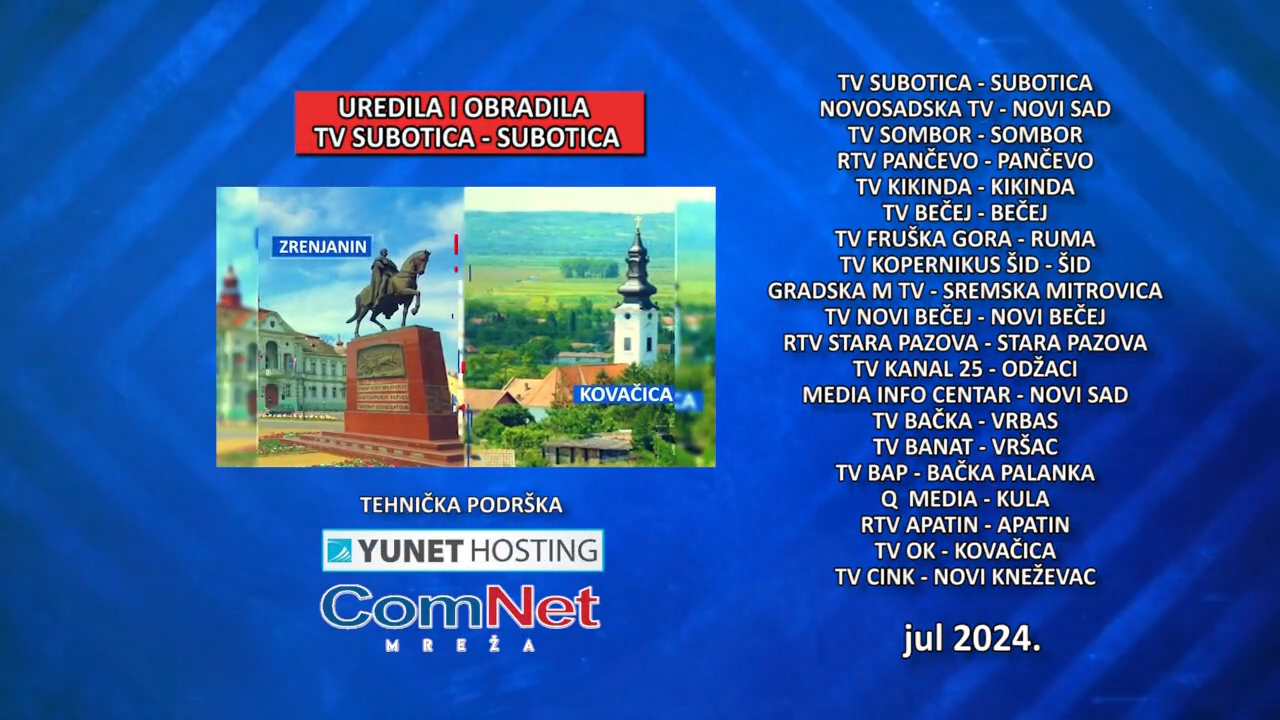 UREDILA I OBRADILA
TV SUBOTICA - SUBOTICA
ZRENJANIN
KOVAČICA
TEHNIČKA PODRŠKA
YUNET HOSTING
ComNet
MREŽA
TV SUBOTICA - SUBOTICA
NOVOSADSKA TV - NOVI SAD
TV SOMBOR - SOMBOR
RTV PANČEVO - PANČEVO
TV KIKINDA - KIKINDA
TV BEČEJ - BEČEJ
TV FRUŠKA GORA - RUMA
TV KOPERNIKUS ŠID - ŠID
GRADSKA M TV - SREMSKA MITROVICA
TV NOVI BEČEJ - NOVI BEČEJ
RTV STARA PAZOVA - STARA PAZOVA
TV KANAL 25 - ODŽACI
MEDIA INFO CENTAR - NOVI SAD
TV BAČKA - VRBAS
TV BANAT - VRŠAC
TV BAP - BAČKA PALANKA
Q MEDIA - KULA
RTV APATIN - APATIN
TV OK - KOVAČICA
TV CINK - NOVI KNEŽEVAC
jul 2024.